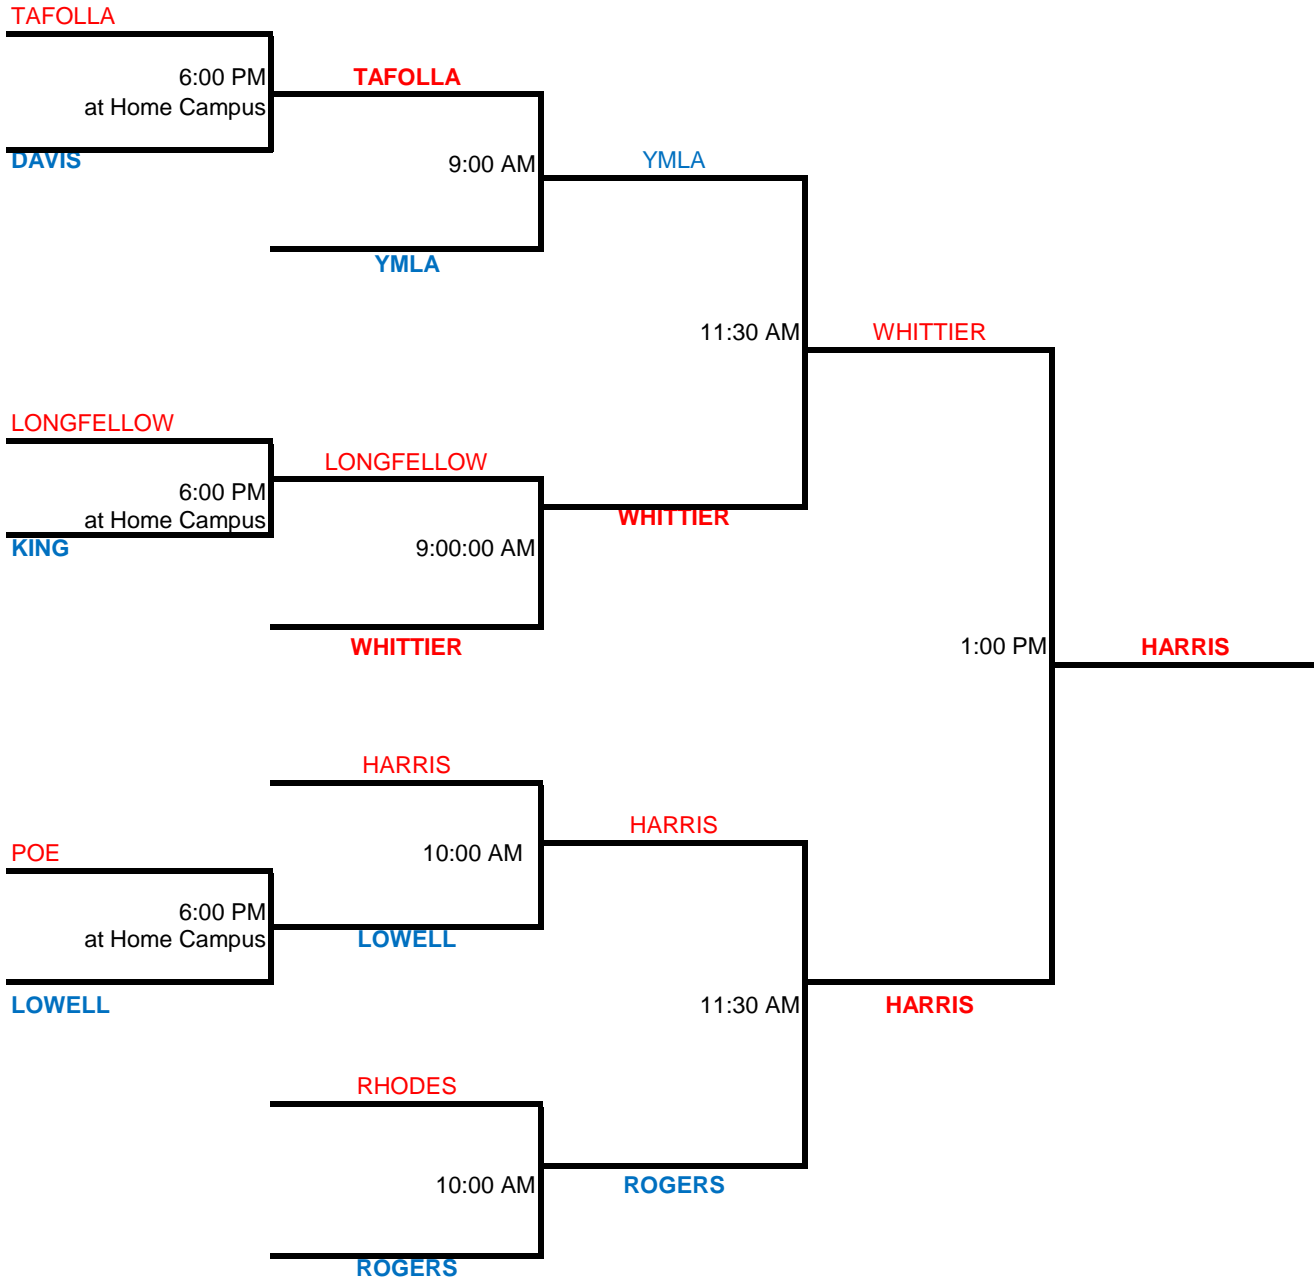 TAFOLLA
6:00 PM
at Home Campus
TAFOLLA
DAVIS
9:00 AM
YMLA
YMLA
11:30 AM
WHITTIER
LONGFELLOW
LONGFELLOW
6:00 PM
at Home Campus
WHITTIER
KING
9:00:00 AM
WHITTIER
1:00 PM
HARRIS
HARRIS
HARRIS
POE
10:00 AM
6:00 PM
at Home Campus
LOWELL
LOWELL
11:30 AM
HARRIS
RHODES
10:00 AM
ROGERS
ROGERS